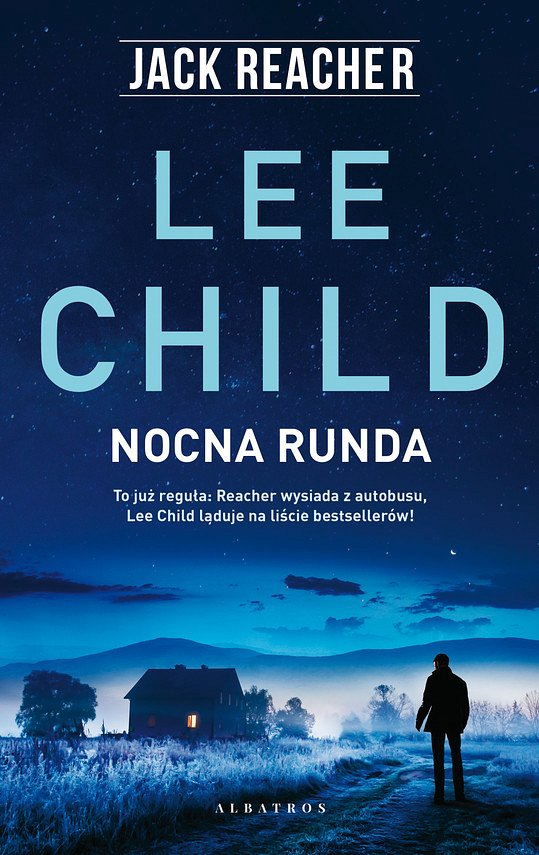 JACK REACHER
LEE
CHILD
NOCNA RUNDA
To już reguła: Reacher wysiada z autobusu,
Lee Child ląduje na liście bestsellerów!
ALBATROS